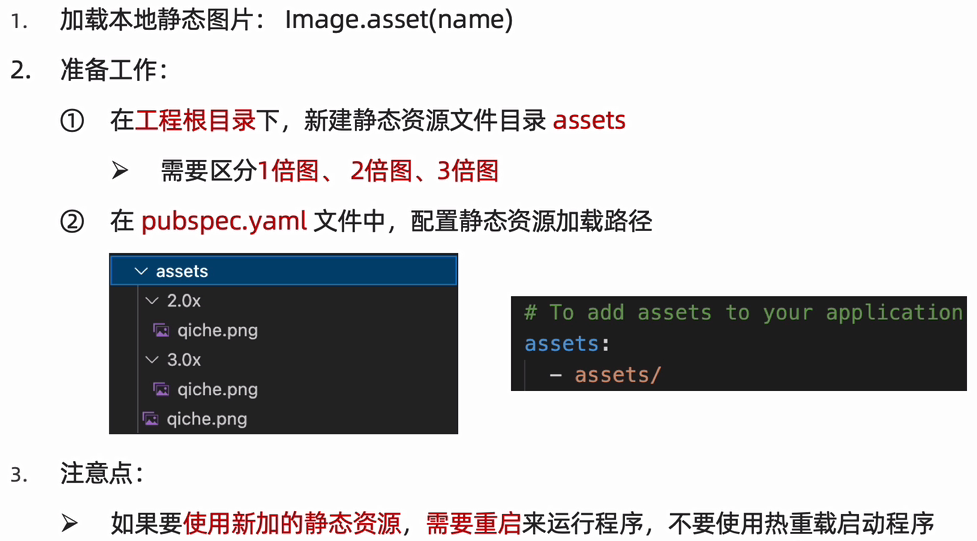 1. 加载本地静态图片： Image.asset(name)
2. 准备工作：
① 在工程根目录下，新建静态资源文件目录 assets
➢ 需要区分1倍图、 2倍图、3倍图
② 在 pubspec.yaml 文件中，配置静态资源加载路径
assets
2.0x
qiche.png
3.0x
qiche.png
qiche.png
# To add assets to your application
assets:
- assets/
3. 注意点：
➢ 如果要使用新加的静态资源，需要重启来运行程序，不要使用热重载启动程序